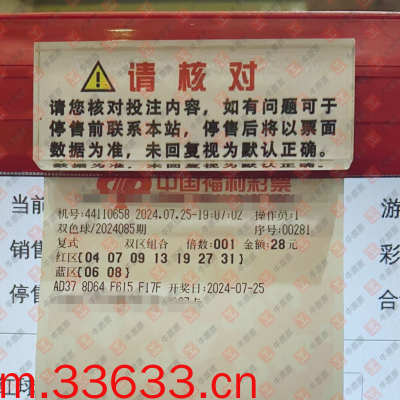 请核对
请您核对投注内容，如有问题可于
停售前联系本站，停售后将以票面
数据为准，未回复视为默认正确。
中国福利彩票
机号:44110658 2024.07.25-19:07:02 操作员:1
双色球/2024085期 序号:00281
复式 双区组合 倍数:001 金额:28元
红区[04 07 09 13 19 27 31]
蓝区[06 08]
AD37 8D64 F615 F17F 开奖日:2024-07-25
当前
销售
停售
游
彩
合
红球
m.33633.cn